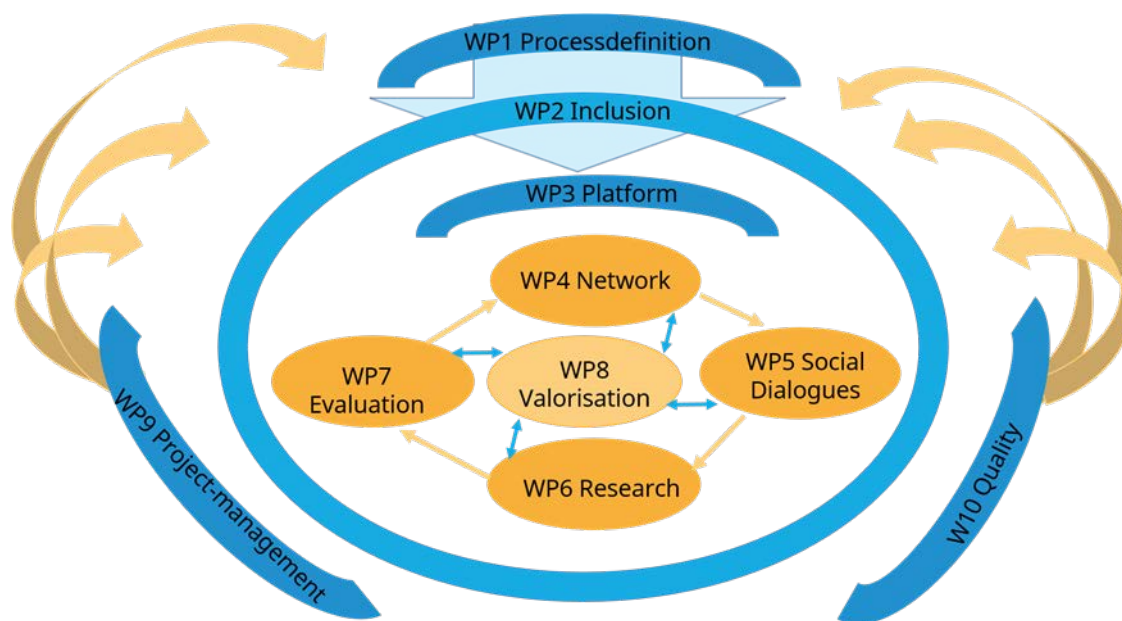 WP1 Processdefinition
WP2 Inclusion
WP3 Platform
WP4 Network
WP7
Evaluation
WP8
Valorisation
WP5 Social
Dialogues
WP6 Research
WP9 Project-management
W10 Quality